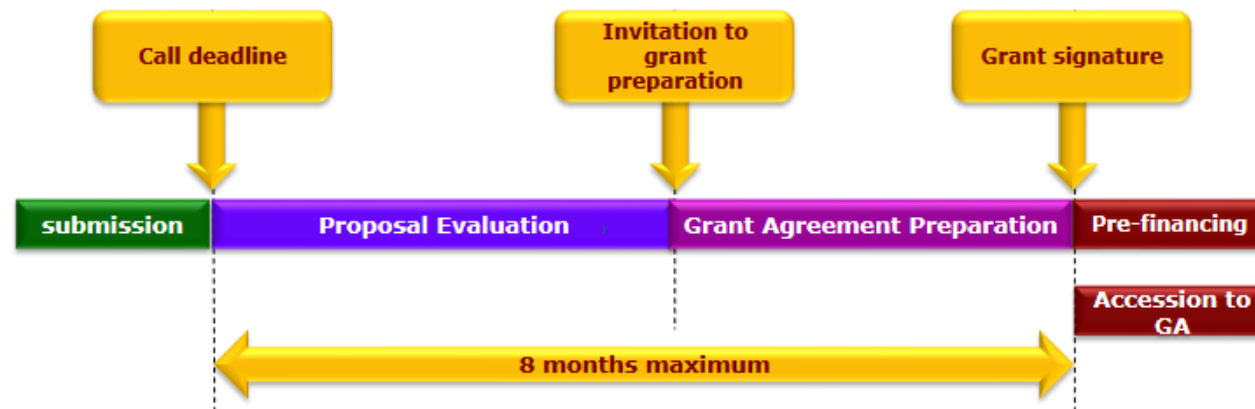 Call deadline
Invitation to
grant
preparation
Grant signature
submission
Proposal Evaluation
Grant Agreement Preparation
Pre-financing
Accession to
GA
8 months maximum